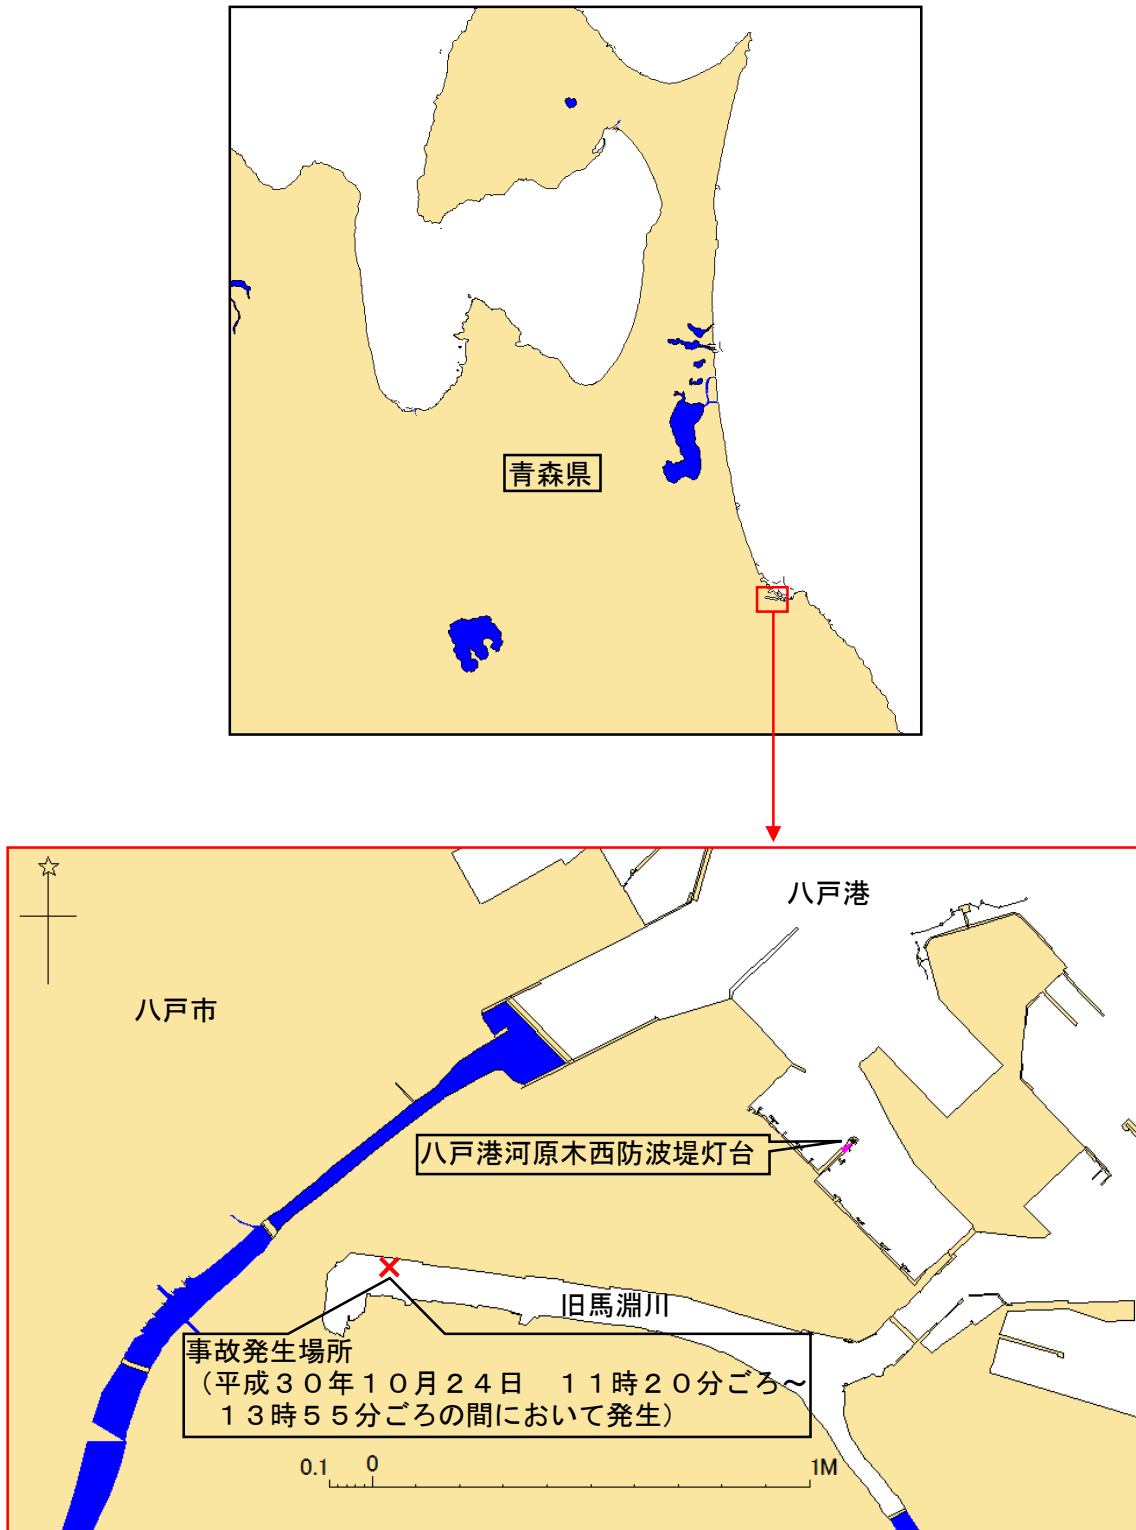 青森県
八戸港
八戸市
八戸港河原木西防波堤灯台
旧馬淵川
事故発生場所
（平成３０年１０月２４日　１１時２０分ごろ～
１３時５５分ごろの間において発生）
0.1 0 1M